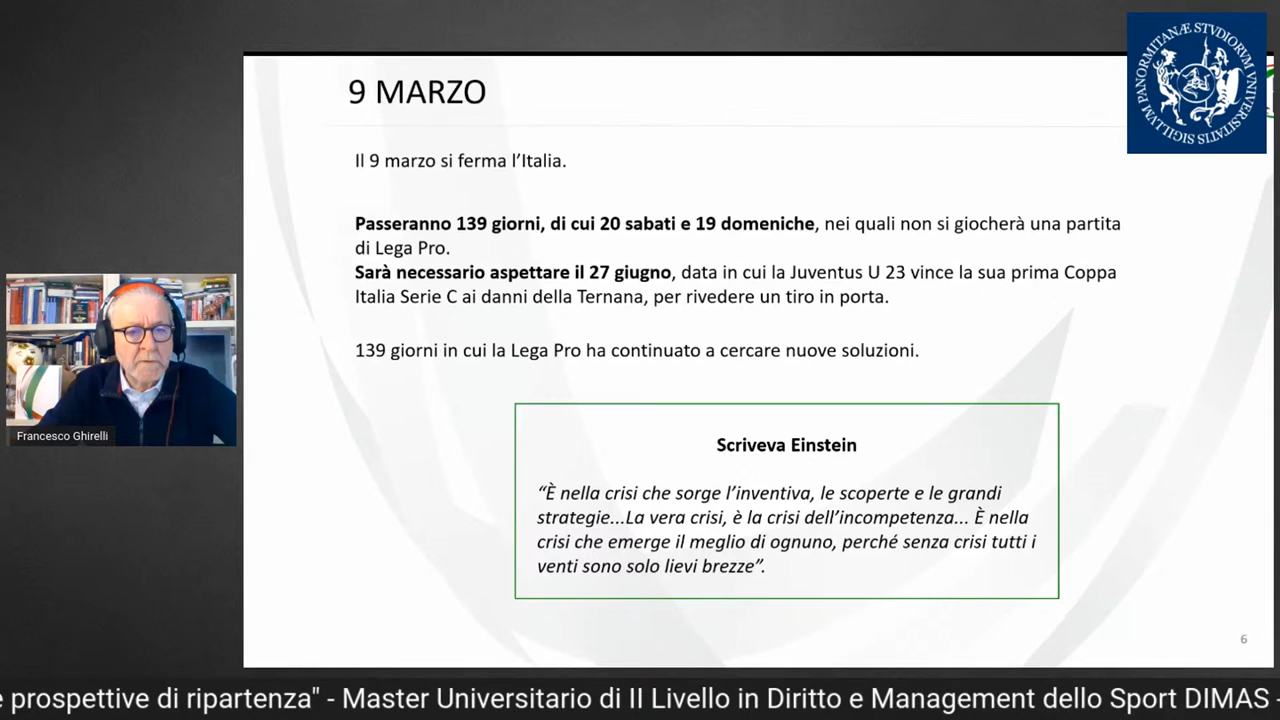 SIGILLVM PANORMITANÆ STVDIORVM VNIVERSITATIS
9 MARZO
Il 9 marzo si ferma l’Italia.
Passeranno 139 giorni, di cui 20 sabati e 19 domeniche, nei quali non si giocherà una partita
di Lega Pro.
Sarà necessario aspettare il 27 giugno, data in cui la Juventus U 23 vince la sua prima Coppa
Italia Serie C ai danni della Ternana, per rivedere un tiro in porta.
139 giorni in cui la Lega Pro ha continuato a cercare nuove soluzioni.
Francesco Ghirelli
Scriveva Einstein
“È nella crisi che sorge l’inventiva, le scoperte e le grandi
strategie...La vera crisi, è la crisi dell’incompetenza... È nella
crisi che emerge il meglio di ognuno, perché senza crisi tutti i
venti sono solo lievi brezze”.
6
e prospettive di ripartenza" - Master Universitario di II Livello in Diritto e Management dello Sport DIMAS